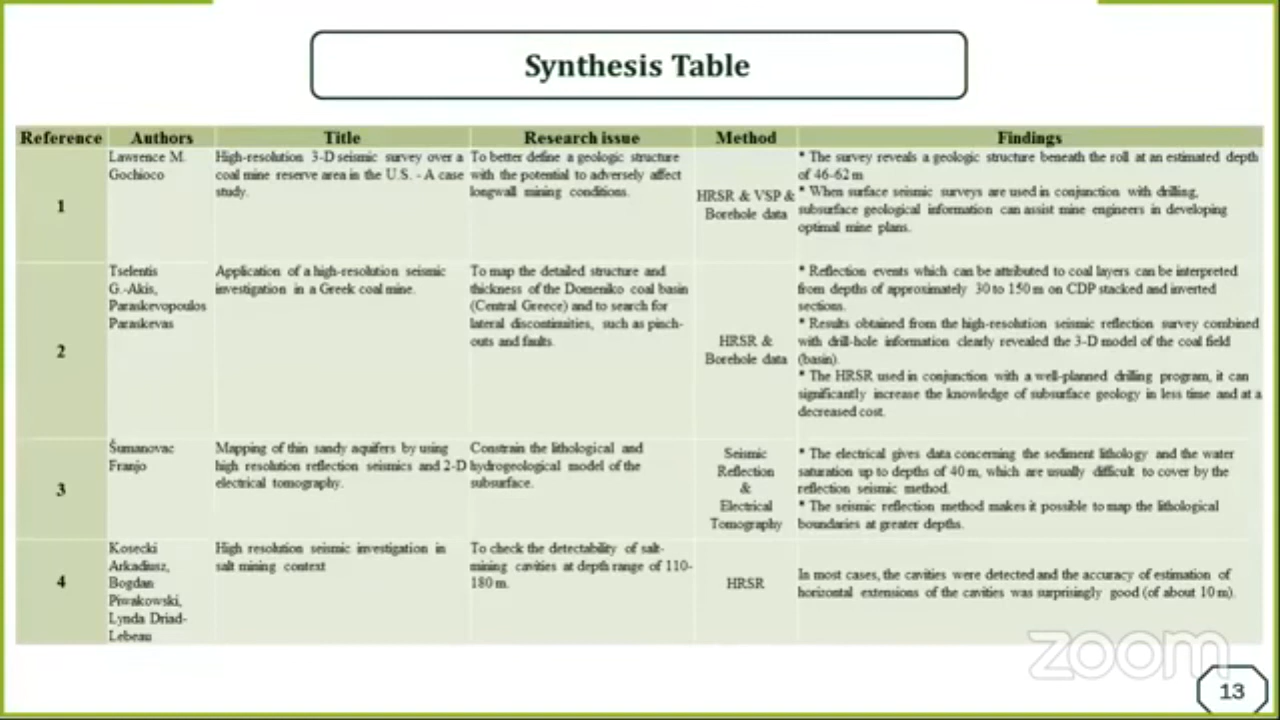 Synthesis Table
Reference Authors Title Research issue Method Findings
1
Lawrence M.
Gochioco
High-resolution 3-D seismic survey over a
coal mine reserve area in the U.S. - A case
study.
To better define a geologic structure
with the potential to adversely affect
longwall mining conditions.
HRSR & VSP &
Borehole data
* The survey reveals a geologic structure beneath the roll at an estimated depth
of 46-62 m
* When surface seismic surveys are used in conjunction with drilling,
subsurface geological information can assist mine engineers in developing
optimal mine plans.
2
Tselentis
G.-Akis,
Paraskevopoulos
Paraskevas
Application of a high-resolution seismic
investigation in a Greek coal mine.
To map the detailed structure and
thickness of the Domeniko coal basin
(Central Greece) and to search for
lateral discontinuities, such as pinch-
outs and faults.
HRSR &
Borehole data
* Reflection events which can be attributed to coal layers can be interpreted
from depths of approximately 30 to 150 m on CDP stacked and inverted
sections.
* Results obtained from the high-resolution seismic reflection survey combined
with drill-hole information clearly revealed the 3-D model of the coal field
(basin).
* The HRSR used in conjunction with a well-planned drilling program, it can
significantly increase the knowledge of subsurface geology in less time and at a
decreased cost.
3
Šumanovac
Franjo
Mapping of thin sandy aquifers by using
high resolution reflection seismics and 2-D
electrical tomography.
Constrain the lithological and
hydrogeological model of the
subsurface.
Seismic
Reflection
&
Electrical
Tomography
* The electrical gives data concerning the sediment lithology and the water
saturation up to depths of 40 m, which are usually difficult to cover by the
reflection seismic method.
* The seismic reflection method makes it possible to map the lithological
boundaries at greater depths.
4
Kosecki
Arkadiusz,
Bogdan
Piwakowski,
Lynda Driad-
Lebeau
High resolution seismic investigation in
salt mining context
To check the detectability of salt-
mining cavities at depth range of 110-
180 m.
HRSR
In most cases, the cavities were detected and the accuracy of estimation of
horizontal extensions of the cavities was surprisingly good (of about 10 m).
zoom
13